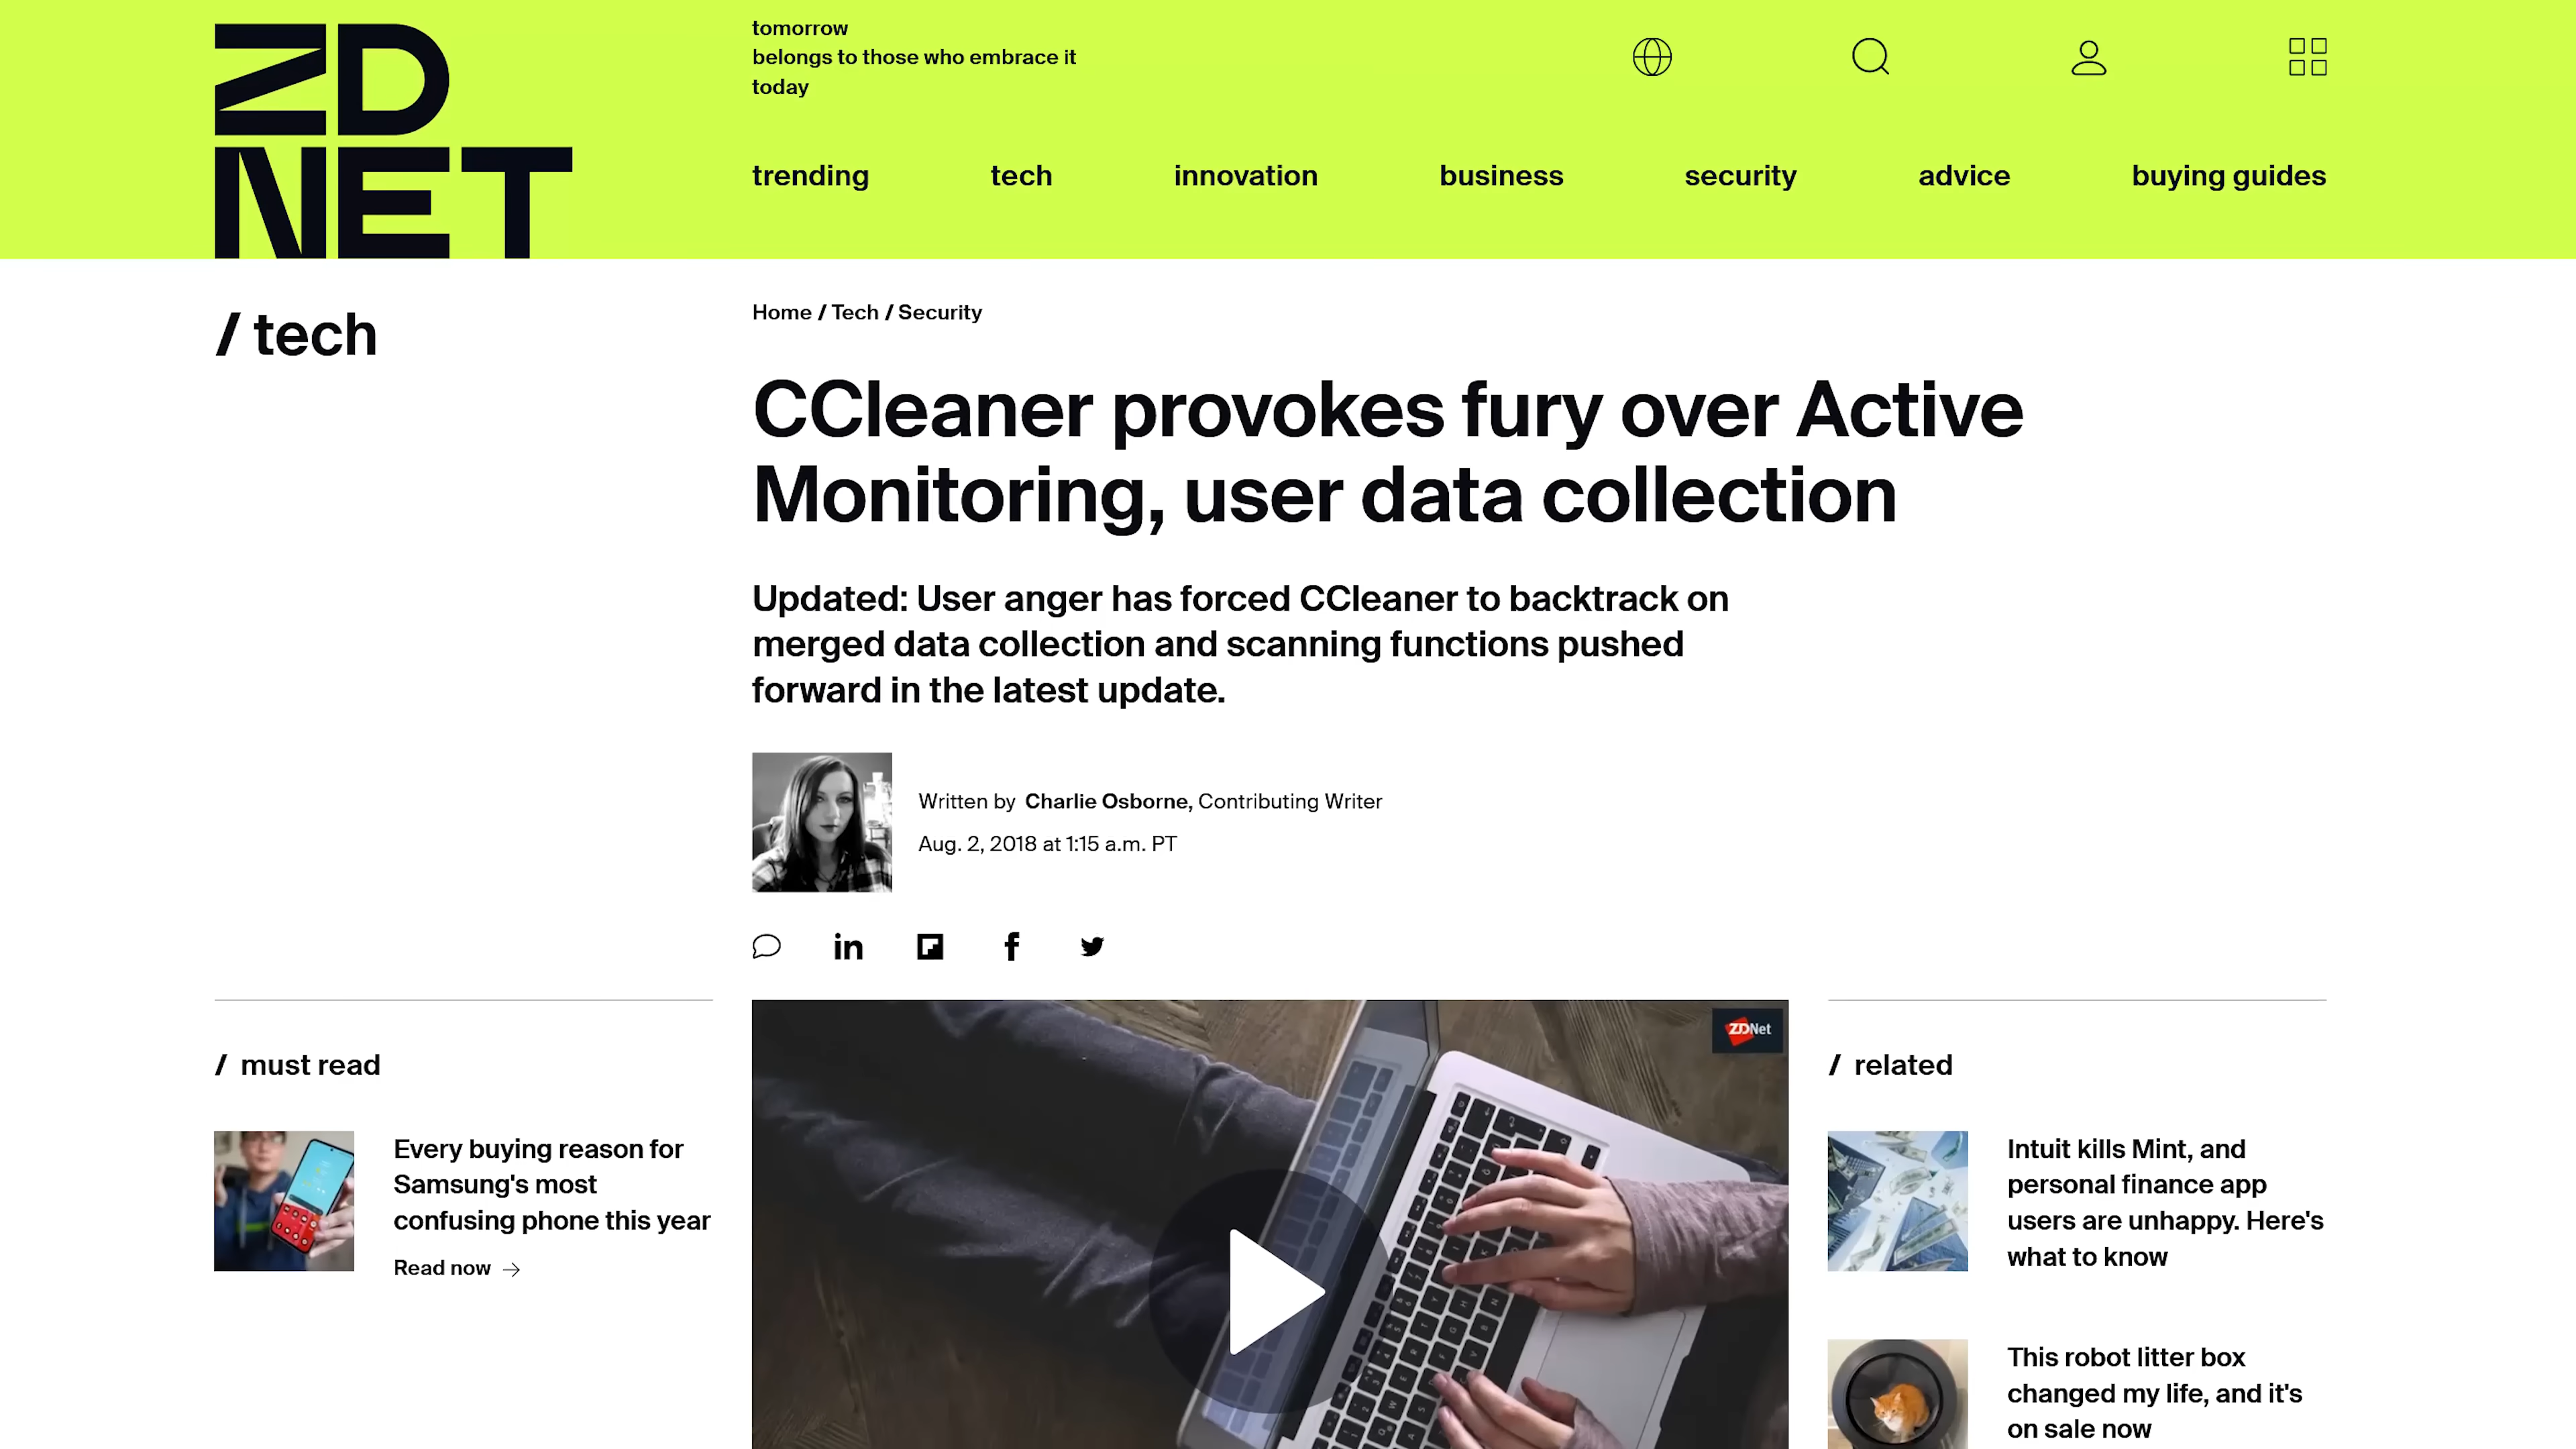 ZD
NET
tomorrow
belongs to those who embrace it
today
trending
tech
innovation
business
security
advice
buying guides
/ tech
Home / Tech / Security
CCleaner provokes fury over Active
Monitoring, user data collection
Updated: User anger has forced CCleaner to backtrack on
merged data collection and scanning functions pushed
forward in the latest update.
Written by Charlie Osborne, Contributing Writer
Aug. 2, 2018 at 1:15 a.m. PT
/ must read
Every buying reason for
Samsung's most
confusing phone this year
Read now
ZDNet
/ related
Intuit kills Mint, and
personal finance app
users are unhappy. Here's
what to know
This robot litter box
changed my life, and it's
on sale now